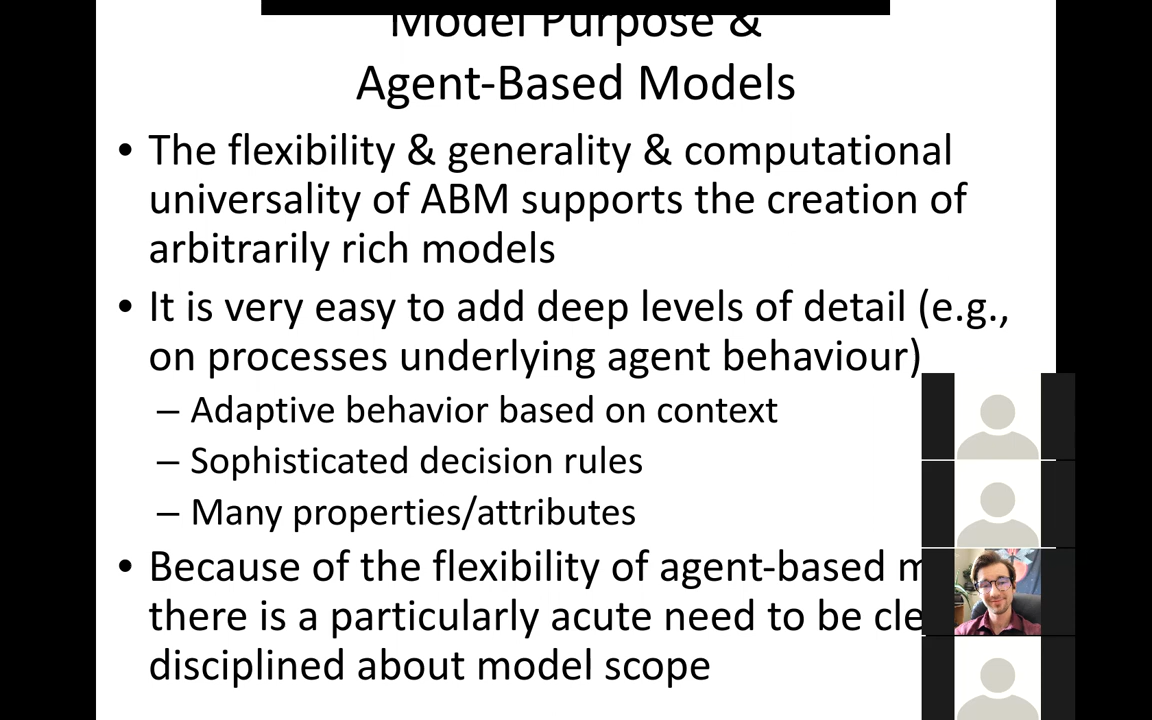 Model Purpose &
Agent-Based Models
• The flexibility & generality & computational
universality of ABM supports the creation of
arbitrarily rich models
• It is very easy to add deep levels of detail (e.g.,
on processes underlying agent behaviour)
– Adaptive behavior based on context
– Sophisticated decision rules
– Many properties/attributes
• Because of the flexibility of agent-based
there is a particularly acute need to be
disciplined about model scope